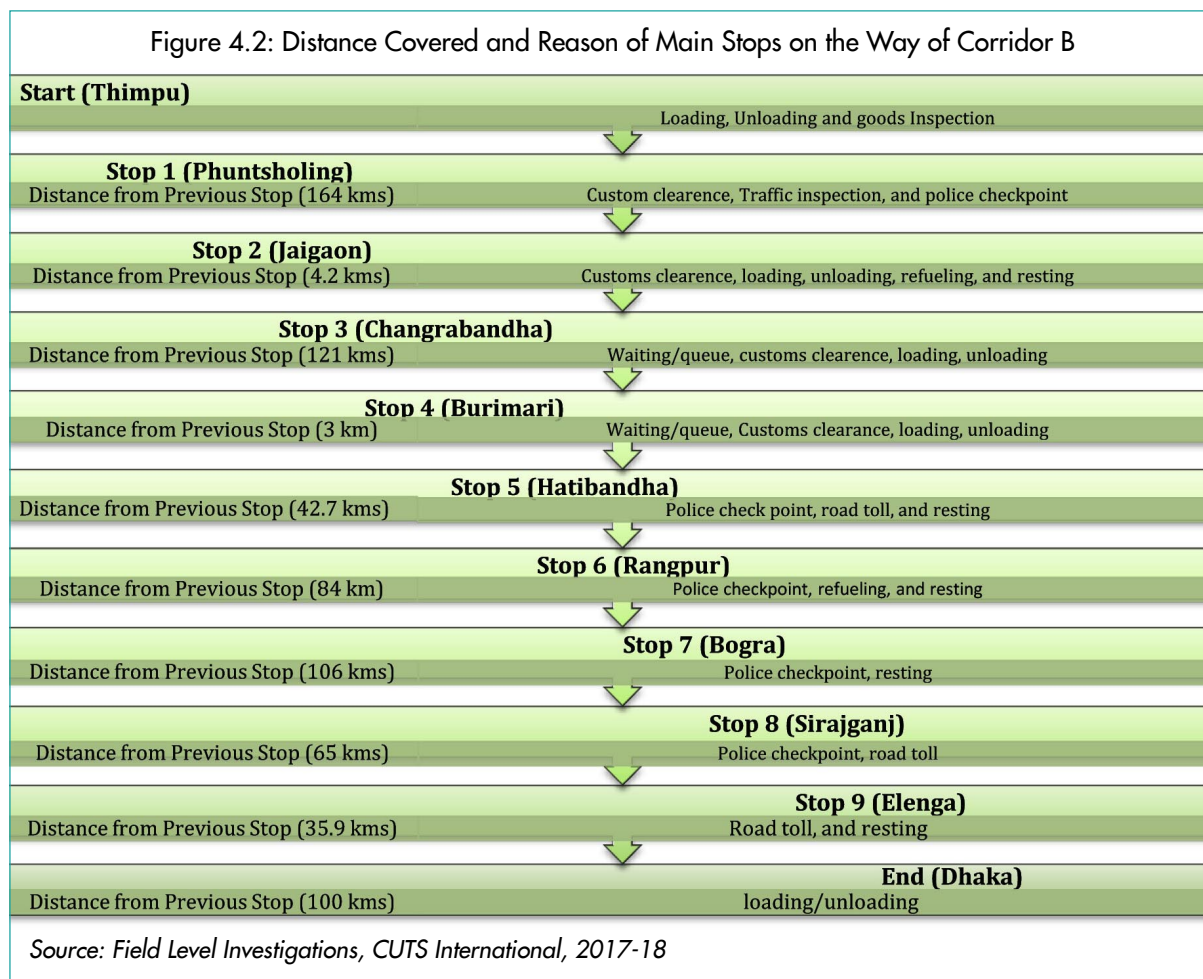 Figure 4.2: Distance Covered and Reason of Main Stops on the Way of Corridor B
Start (Thimpu)
Loading, Unloading and goods Inspection
Stop 1 (Phuntsholing)
Distance from Previous Stop (164 kms)
Custom clearence, Traffic inspection, and police checkpoint
Stop 2 (Jaigaon)
Distance from Previous Stop (4.2 kms)
Customs clearence, loading, unloading, refueling, and resting
Stop 3 (Changrabandha)
Distance from Previous Stop (121 kms)
Waiting/queue, customs clearence, loading, unloading
Stop 4 (Burimari)
Distance from Previous Stop (3 km)
Waiting/queue, Customs clearance, loading, unloading
Stop 5 (Hatibandha)
Distance from Previous Stop (42.7 kms)
Police check point, road toll, and resting
Stop 6 (Rangpur)
Distance from Previous Stop (84 km)
Police checkpoint, refueling, and resting
Stop 7 (Bogra)
Distance from Previous Stop (106 kms)
Police checkpoint, resting
Stop 8 (Sirajganj)
Distance from Previous Stop (65 kms)
Police checkpoint, road toll
Stop 9 (Elenga)
Distance from Previous Stop (35.9 kms)
Road toll, and resting
End (Dhaka)
Distance from Previous Stop (100 kms)
loading/unloading
Source: Field Level Investigations, CUTS International, 2017-18